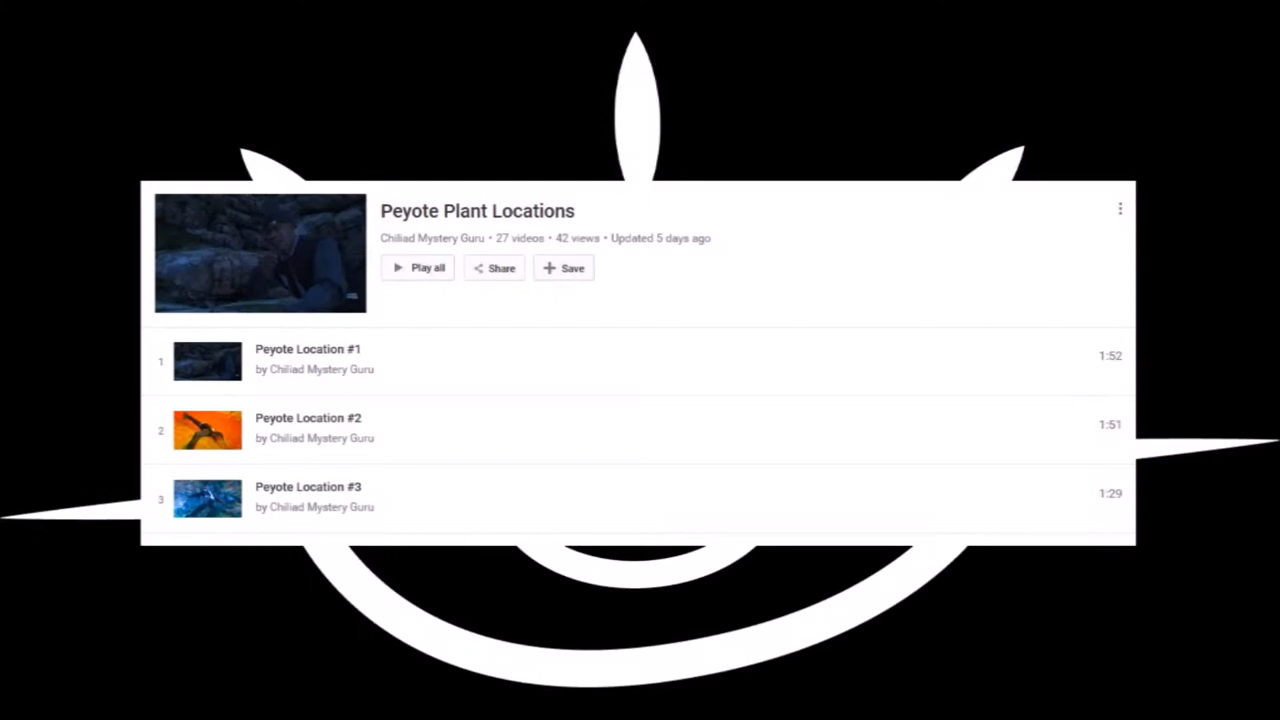 Peyote Plant Locations
Chiliad Mystery Guru • 27 videos • 42 views • Updated 5 days ago
Play all Share Save
1 Peyote Location #1 1:52
by Chiliad Mystery Guru
2 Peyote Location #2 1:51
by Chiliad Mystery Guru
3 Peyote Location #3 1:29
by Chiliad Mystery Guru